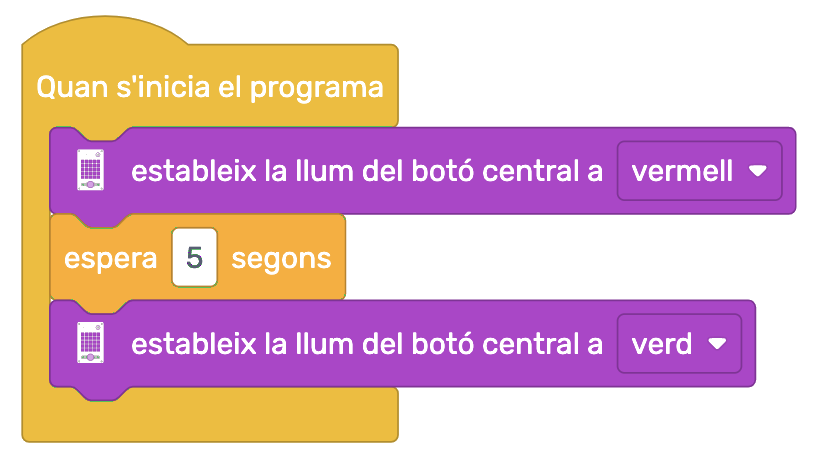 Quan s'inicia el programa
estableix la llum del botó central a vermell
espera 5 segons
estableix la llum del botó central a verd